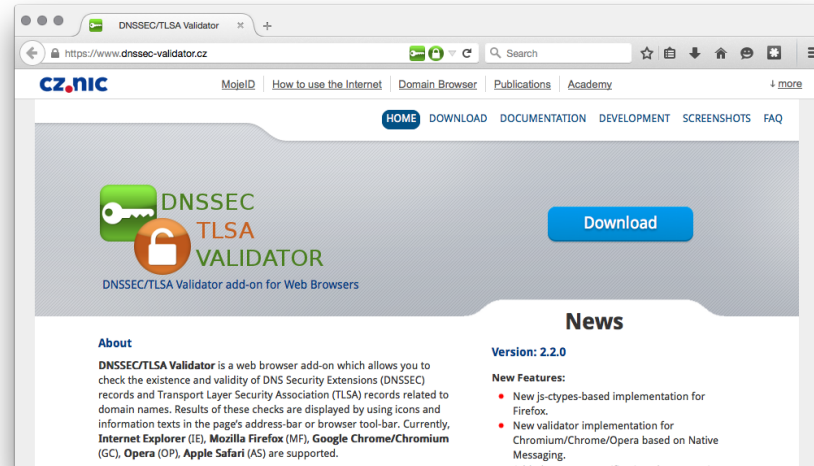 DNSSEC/TLSA Validator
https://www.dnssec-validator.cz
Search
CZ.NIC
MojeID
How to use the Internet
Domain Browser
Publications
Academy
↓ more
HOME
DOWNLOAD
DOCUMENTATION
DEVELOPMENT
SCREENSHOTS
FAQ
DNSSEC
TLSA
VALIDATOR
DNSSEC/TLSA Validator add-on for Web Browsers
Download
About
DNSSEC/TLSA Validator is a web browser add-on which allows you to
check the existence and validity of DNS Security Extensions (DNSSEC)
records and Transport Layer Security Association (TLSA) records related to
domain names. Results of these checks are displayed by using icons and
information texts in the page's address-bar or browser tool-bar. Currently,
Internet Explorer (IE), Mozilla Firefox (MF), Google Chrome/Chromium
(GC), Opera (OP), Apple Safari (AS) are supported.
News
Version: 2.2.0
New Features:
New js-ctypes-based implementation for
Firefox.
New validator implementation for
Chromium/Chrome/Opera based on Native
Messaging.